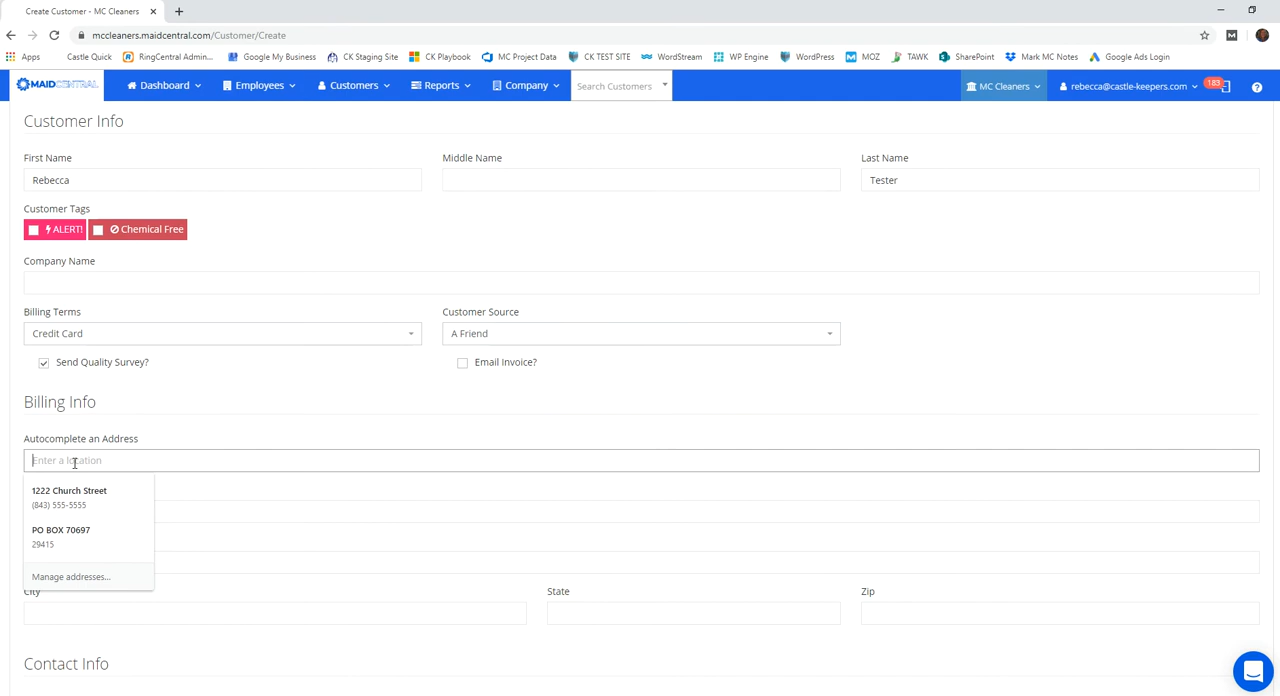 Create Customer - MC Cleaners
mccleaners.maidcentral.com/Customer/Create
Apps Castle Quick RingCentral Admin... Google My Business CK Staging Site CK Playbook MC Project Data CK TEST SITE WordStream WP Engine WordPress MOZ TAWK SharePoint Mark MC Notes Google Ads Login
MAIDCENTRAL Dashboard Employees Customers Reports Company Search Customers MC Cleaners rebecca@castle-keepers.com 183
Customer Info
First Name Middle Name Last Name
Rebecca Tester
Customer Tags
ALERT! Chemical Free
Company Name
Billing Terms Customer Source
Credit Card A Friend
Send Quality Survey? Email Invoice?
Billing Info
Autocomplete an Address
Enter a location
1222 Church Street
(843) 555-5555
PO BOX 70697
29415
Manage addresses...
City State Zip
Contact Info